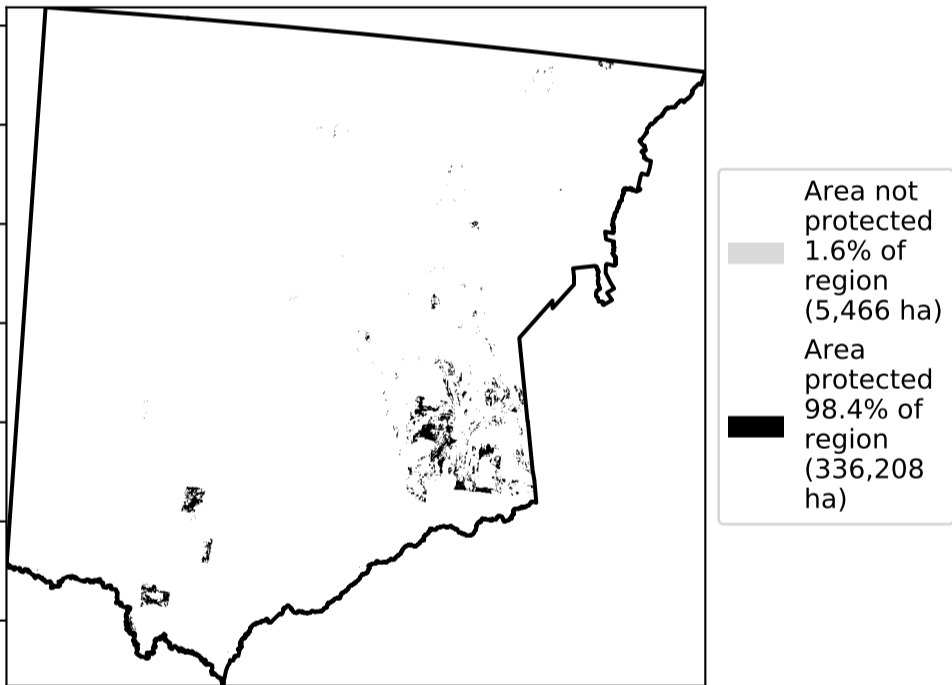 Area not
protected
1.6% of
region
(5,466 ha)
Area
protected
98.4% of
region
(336,208
ha)